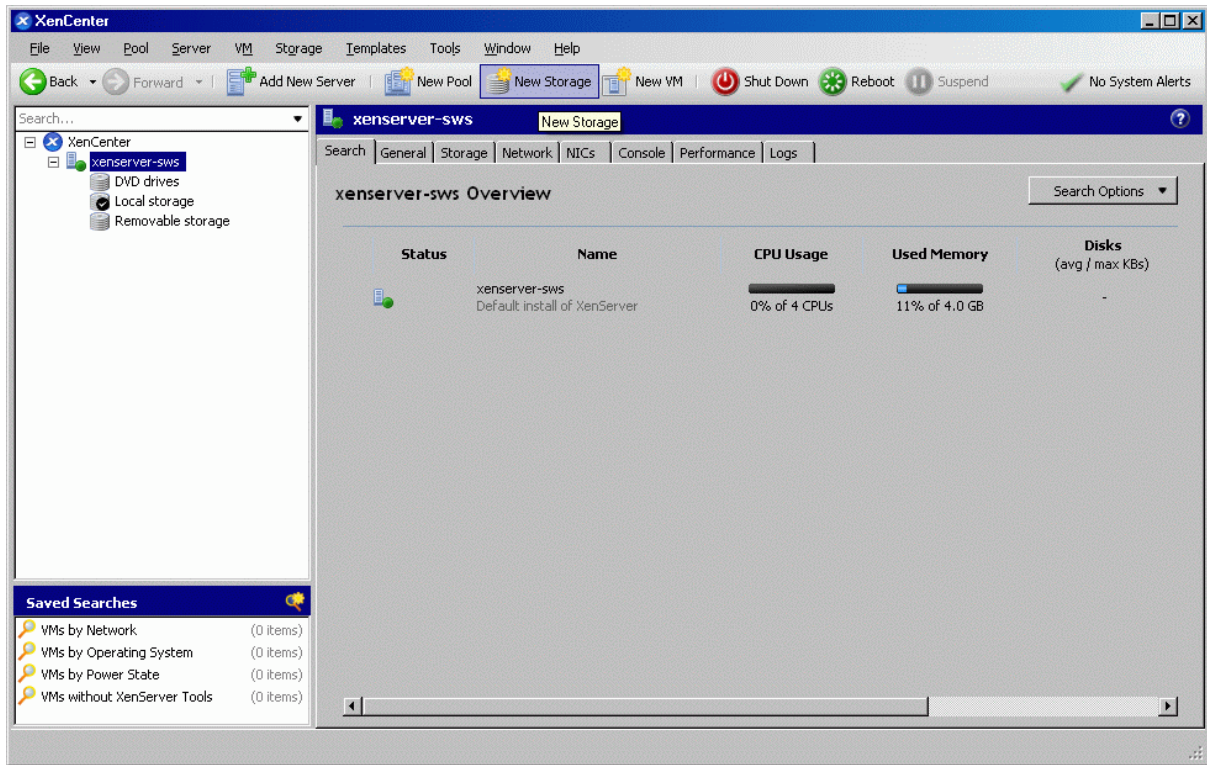 XenCenter
File View Pool Server VM Storage Templates Tools Window Help
Back Forward Add New Server New Pool New Storage New VM Shut Down Reboot Suspend No System Alerts
Search...
XenCenter
xenserver-sws
DVD drives
Local storage
Removable storage
xenserver-sws
New Storage
Search General Storage Network NICs Console Performance Logs
xenserver-sws Overview
Search Options
Status Name CPU Usage Used Memory Disks
(avg / max KBs)
xenserver-sws
Default install of XenServer
0% of 4 CPUs 11% of 4.0 GB -
Saved Searches
VMs by Network (0 items)
VMs by Operating System (0 items)
VMs by Power State (0 items)
VMs without XenServer Tools (0 items)